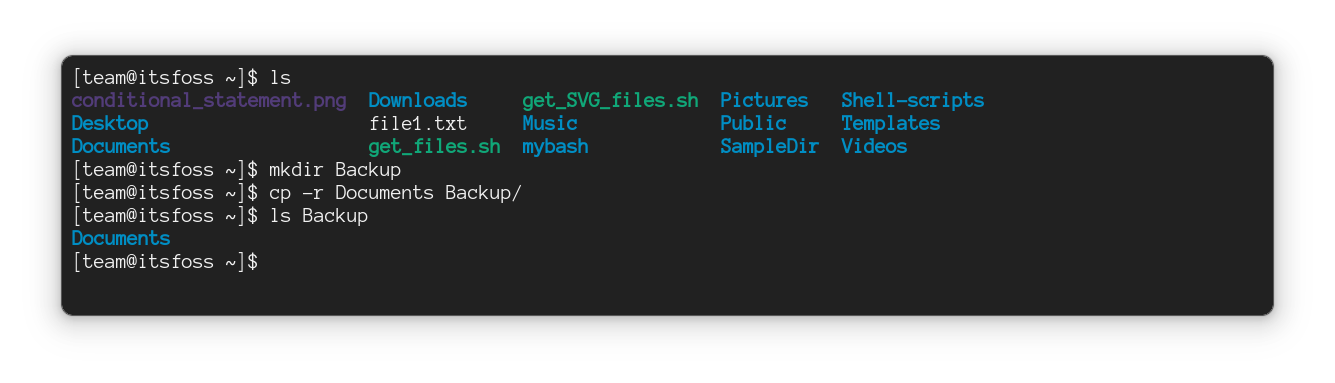 [team@itsfoss ~]$ ls
conditional_statement.png  Downloads     get_SVG_files.sh  Pictures   Shell-scripts
Desktop                    file1.txt     Music             Public     Templates
Documents                  get_files.sh  mybash            SampleDir  Videos
[team@itsfoss ~]$ mkdir Backup
[team@itsfoss ~]$ cp -r Documents Backup/
[team@itsfoss ~]$ ls Backup
Documents
[team@itsfoss ~]$